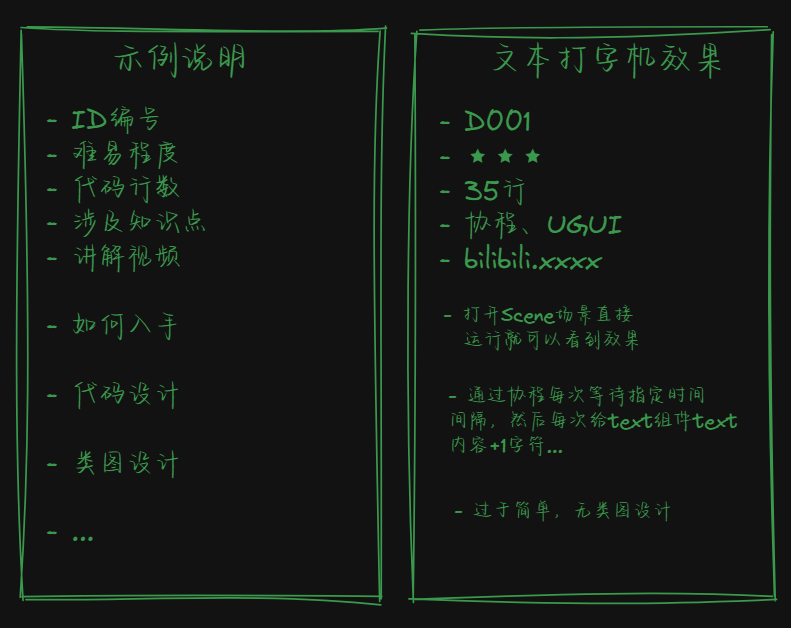 示例说明
- ID编号
- 难易程度
- 代码行数
- 涉及知识点
- 讲解视频
- 如何入手
- 代码设计
- 类图设计
- ...
文本打字机效果
- D001
- ★ ★ ★
- 35行
- 协程、UGUI
- bilibili.xxxx
- 打开Scene场景直接
运行就可以看到效果
- 通过协程每次等待指定时间
间隔，然后每次给text组件text
内容+1字符...
- 过于简单，无类图设计